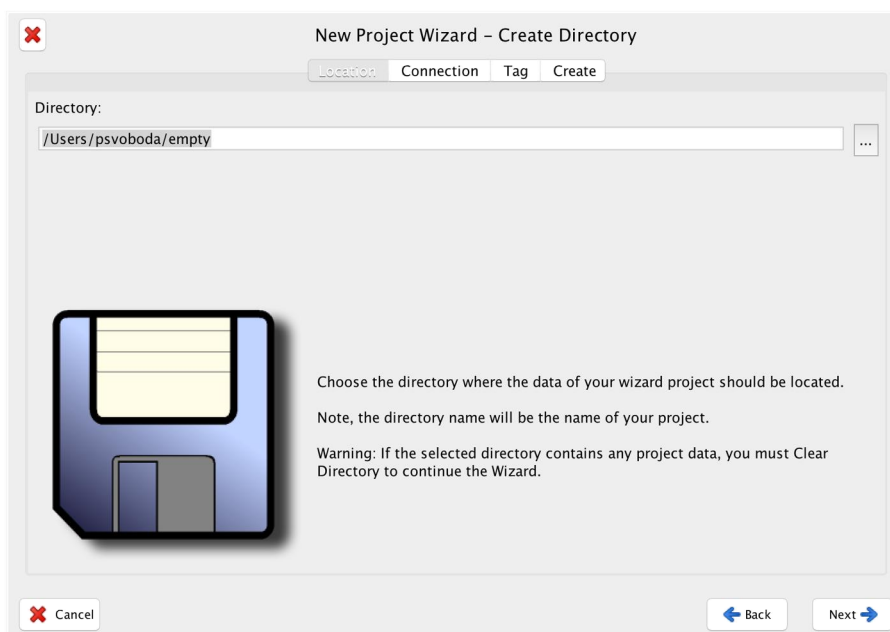 New Project Wizard – Create Directory
Location Connection Tag Create
Directory:
/Users/psvoboda/empty
...
Choose the directory where the data of your wizard project should be located.
Note, the directory name will be the name of your project.
Warning: If the selected directory contains any project data, you must Clear
Directory to continue the Wizard.
Cancel Back Next